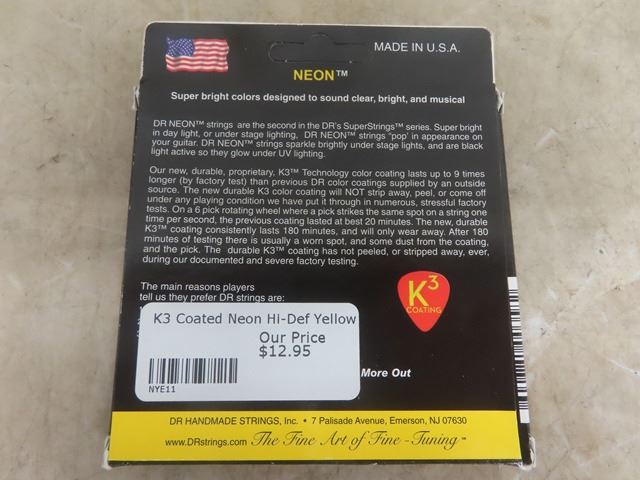 MADE IN U.S.A.
NEON™
Super bright colors designed to sound clear, bright, and musical
DR NEON™ strings are the second in the DR's SuperStrings™ series. Super bright
in day light, or under stage lighting, DR NEON™ strings "pop' in appearance on
your guitar. DR NEON™ strings sparkle brightly under stage lights, and are black
light active so they glow under UV lighting.
Our new, durable, proprietary, K3™ Technology color coating lasts up to 9 times
longer (by factory test) than previous DR color coatings supplied by an outside
source. The new durable K3 color coating will NOT strip away, peel, or come off
under any playing condition we have put it through in numerous, stressful factory
tests. On a 6 pick rotating wheel where a pick strikes the same spot on a string one
time per second, the previous coating lasted at best 20 minutes. The new, durable
K3™ coating consistently lasts 180 minutes, and will only wear away. After 180
minutes of testing there is usually a worn spot, and some dust from the coating,
and the pick. The durable K3™ coating has not peeled, or stripped away, ever,
during our documented and severe factory testing.
The main reasons players
tell us they prefer DR strings are:
K3
COATING
K3 Coated Neon Hi-Def Yellow
Our Price
$12.95
NYE11
More Out
DR HANDMADE STRINGS, Inc. • 7 Palisade Avenue, Emerson, NJ 07630
www.DRstrings.com The Fine Art of Fine-Tuning™